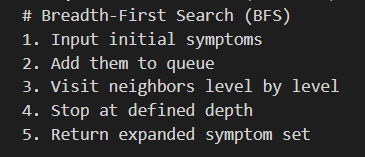 # Breadth-First Search (BFS)
1. Input initial symptoms
2. Add them to queue
3. Visit neighbors level by level
4. Stop at defined depth
5. Return expanded symptom set